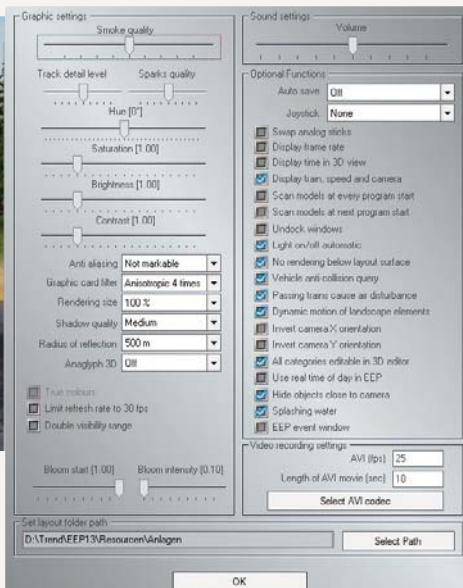 Graphic settings
Smoke quality
Track detail level
Sparks quality
Hue [0°]
Saturation [1.00]
Brightness [1.00]
Contrast [1.00]
Anti aliasing Not markable
Graphic card filter Anisotropic 4 times
Rendering size 100 %
Shadow quality Medium
Radius of reflection 500 m
Anaglyph 3D Off
True colours
Limit refresh rate to 30 fps
Double visibility range
Bloom start [1.00]
Bloom intensity [0.10]
Sound settings
Volume
Optional Functions
Auto save Off
Joystick None
Swap analog sticks
Display frame rate
Display time in 3D view
Display train, speed and camera
Scan models at every program start
Scan models at next program start
Undock windows
Light on/off automatic
No rendering below layout surface
Vehicle anti-collision query
Passing trains cause air disturbance
Dynamic motion of landscape elements
Invert camera X orientation
Invert camera Y orientation
All categories editable in 3D editor
Use real time of day in EEP
Hide objects close to camera
Splashing water
EEP event window
Video recording settings
AVI (fps) 25
Length of AVI movie (sec) 10
Select AVI codec
Set layout folder path
D:\Trend\EEP13\Resourcen\Anlagen
Select Path
OK